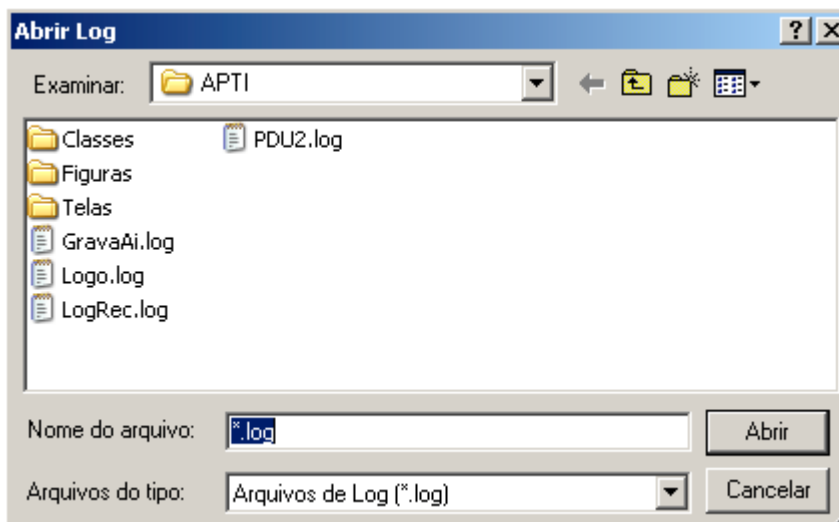 Abrir Log
Examinar: APTI
Classes PDU2.log
Figuras
Telas
GravaAi.log
Logo.log
LogRec.log
Nome do arquivo: *.log Abrir
Arquivos do tipo: Arquivos de Log (*.log) Cancelar